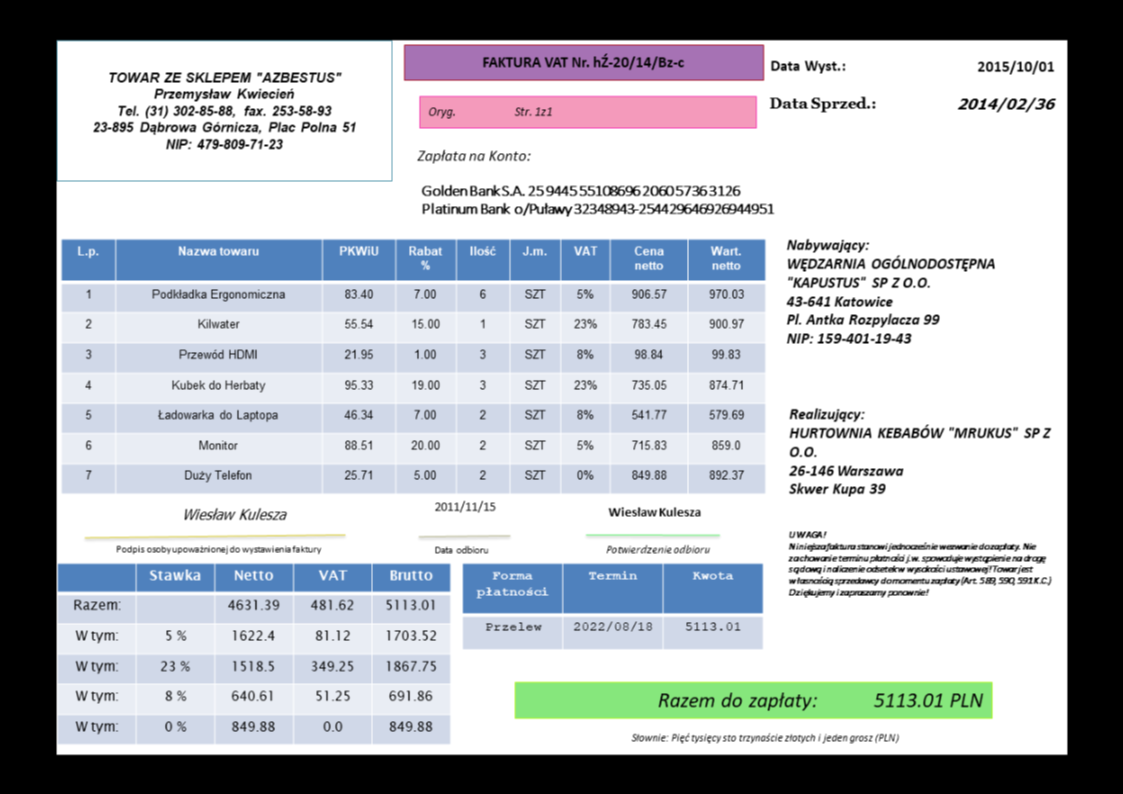 TOWAR ZE SKLEPEM "AZBESTUS"
Przemysław Kwiecień
Tel. (31) 302-85-88, fax. 253-58-93
23-895 Dąbrowa Górnicza, Plac Polna 51
NIP: 479-809-71-23
FAKTURA VAT Nr. hŹ-20/14/Bz-c
Oryg. Str. 1z1
Data Wyst.: 2015/10/01
Data Sprzed.: 2014/02/36
Zapłata na Konto:
Golden Bank S.A. 25 9445 5510 8696 2060 5736 3126
Platinum Bank o/Puławy 32348943-254429646926944951
L.p. Nazwa towaru PKWiU Rabat % Ilość J.m. VAT Cena netto Wart. netto
1 Podkładka Ergonomiczna 83.40 7.00 6 SZT 5% 906.57 970.03
2 Kilwater 55.54 15.00 1 SZT 23% 783.45 900.97
3 Przewód HDMI 21.95 1.00 3 SZT 8% 98.84 99.83
4 Kubek do Herbaty 95.33 19.00 3 SZT 23% 735.05 874.71
5 Ładowarka do Laptopa 46.34 7.00 2 SZT 8% 541.77 579.69
6 Monitor 88.51 20.00 2 SZT 5% 715.83 859.0
7 Duży Telefon 25.71 5.00 2 SZT 0% 849.88 892.37
Nabywający:
WĘDZARNIA OGÓLNODOSTĘPNA
"KAPUSTUS" SP Z O.O.
43-641 Katowice
Pl. Antka Rozpylacza 99
NIP: 159-401-19-43
Realizujący:
HURTOWNIA KEBABÓW "MRUKUS" SP Z
O.O.
26-146 Warszawa
Skwer Kupa 39
Wiesław Kulesza
Podpis osoby upoważnionej do wystawienia faktury
2011/11/15
Data odbioru
Wiesław Kulesza
Potwierdzenie odbioru
UWAGA!
Niniejsza faktura stanowi jednocześnie wezwanie do zapłaty. Nie
zachowanie terminu płatności j.w. spowoduje wystąpienie na drogę
sądową i naliczenie odsetek w wysokości ustawowej! Towar jest
własnością sprzedawcy do momentu zapłaty (Art. 589, 590, 591 K.C.)
Dziękujemy i zapraszamy ponownie!
Stawka Netto VAT Brutto
Razem: 4631.39 481.62 5113.01
W tym: 5 % 1622.4 81.12 1703.52
W tym: 23 % 1518.5 349.25 1867.75
W tym: 8 % 640.61 51.25 691.86
W tym: 0 % 849.88 0.0 849.88
Forma płatności Termin Kwota
Przelew 2022/08/18 5113.01
Razem do zapłaty: 5113.01 PLN
Słownie: Pięć tysięcy sto trzynaście złotych i jeden grosz (PLN)